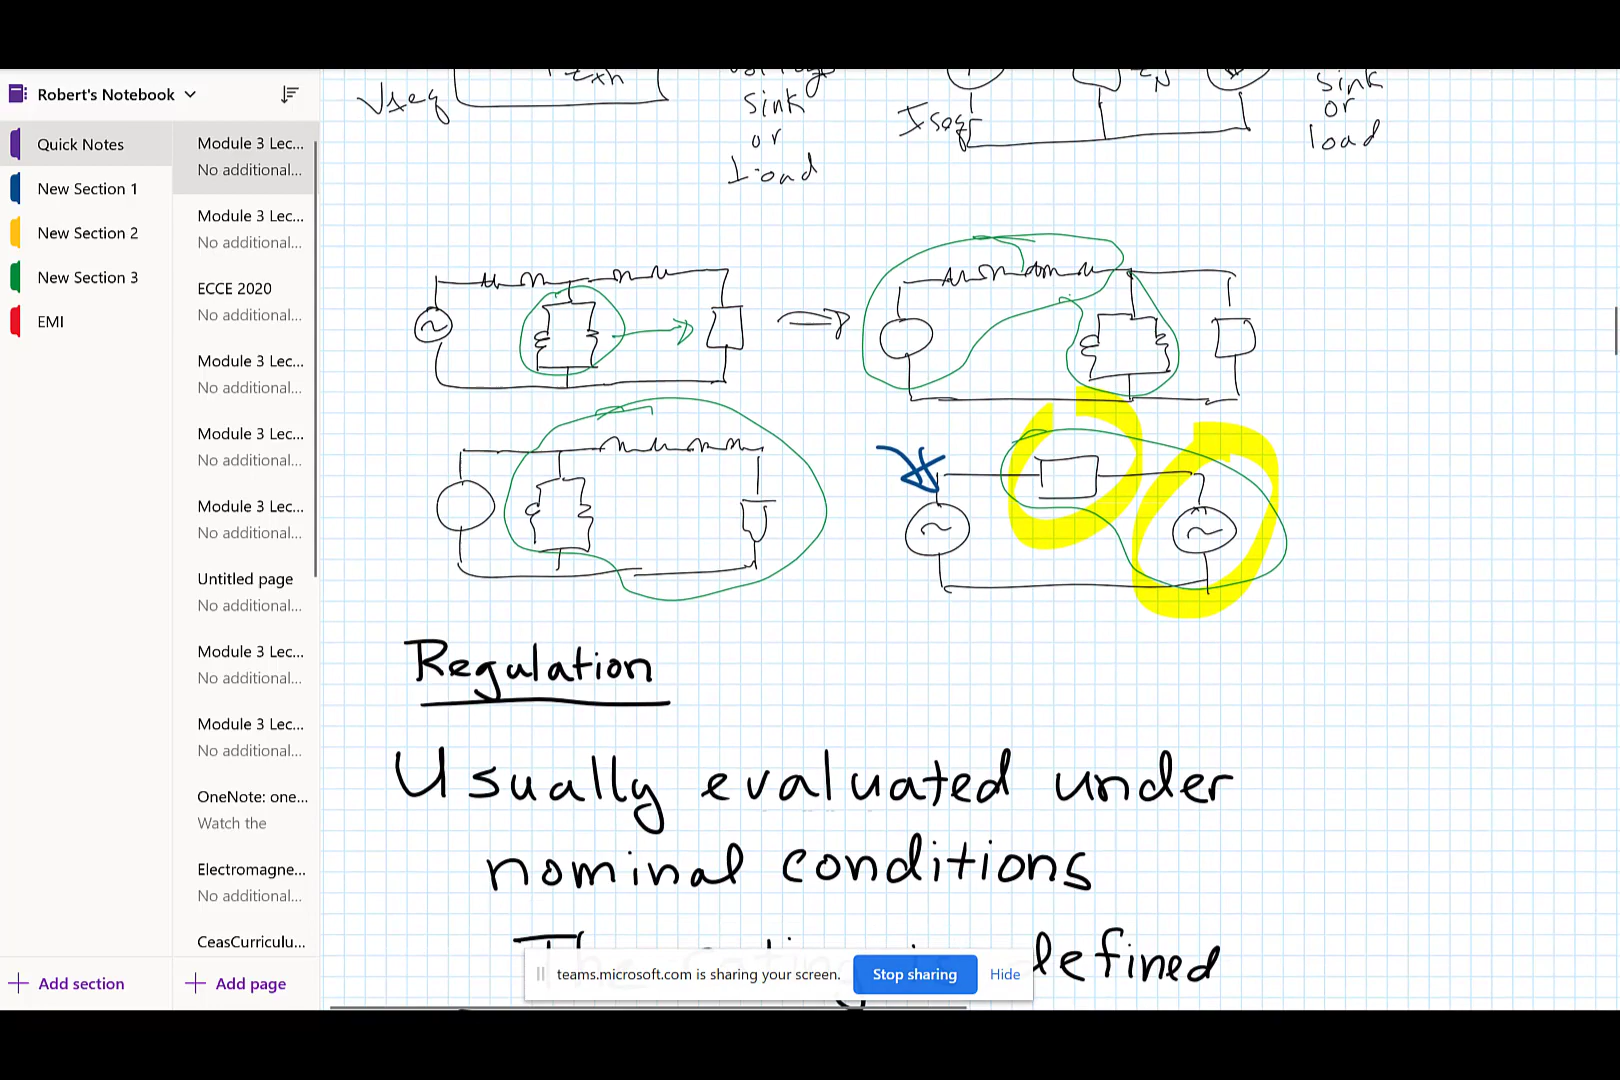 Robert's Notebook
Quick Notes
New Section 1
New Section 2
New Section 3
EMI
Module 3 Lec...
No additional...
Module 3 Lec...
No additional...
ECCE 2020
No additional...
Module 3 Lec...
No additional...
Module 3 Lec...
No additional...
Module 3 Lec...
No additional...
Untitled page
No additional...
Module 3 Lec...
No additional...
Module 3 Lec...
No additional...
OneNote: one...
Watch the
Electromagne...
No additional...
CeasCurriculu...
Add section
Add page
Vseq
sink
or
Load
Iseq
sink
or
load
Regulation
Usually evaluated under
nominal conditions
defined
teams.microsoft.com is sharing your screen.
Stop sharing
Hide